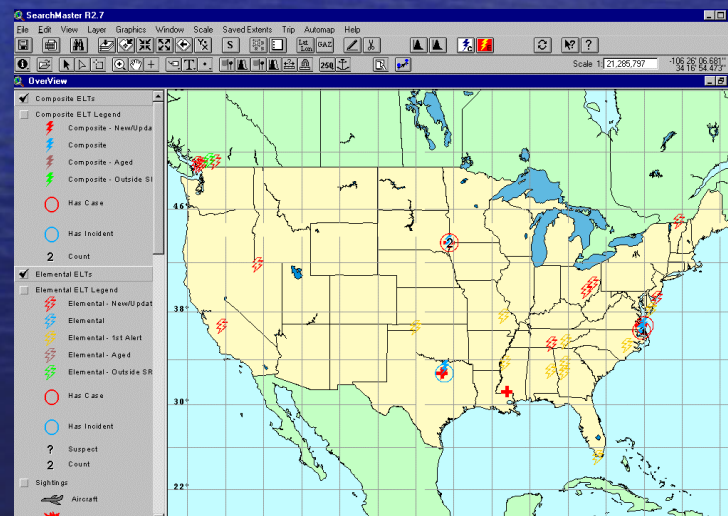 SearchMaster R2.7
File Edit View Layer Graphics Window Scale Saved Extents Trip Automap Help
S Lat Lon GAZ
T 250 Scale 1: 21,285,797 -106 26' 06.681"
34 16' 54.473"
OverView
Composite ELTs
Composite ELT Legend
Composite - New/Upda
Composite
Composite - Aged
Composite - Outside SI
Has Case
Has Incident
2 Count
Elemental ELTs
Elemental ELT Legend
Elemental - New/Updat
Elemental
Elemental - 1st Alert
Elemental - Aged
Elemental - Outside SR
Has Case
Has Incident
? Suspect
2 Count
Sightings
Aircraft
46°
38°
30°
22°
2